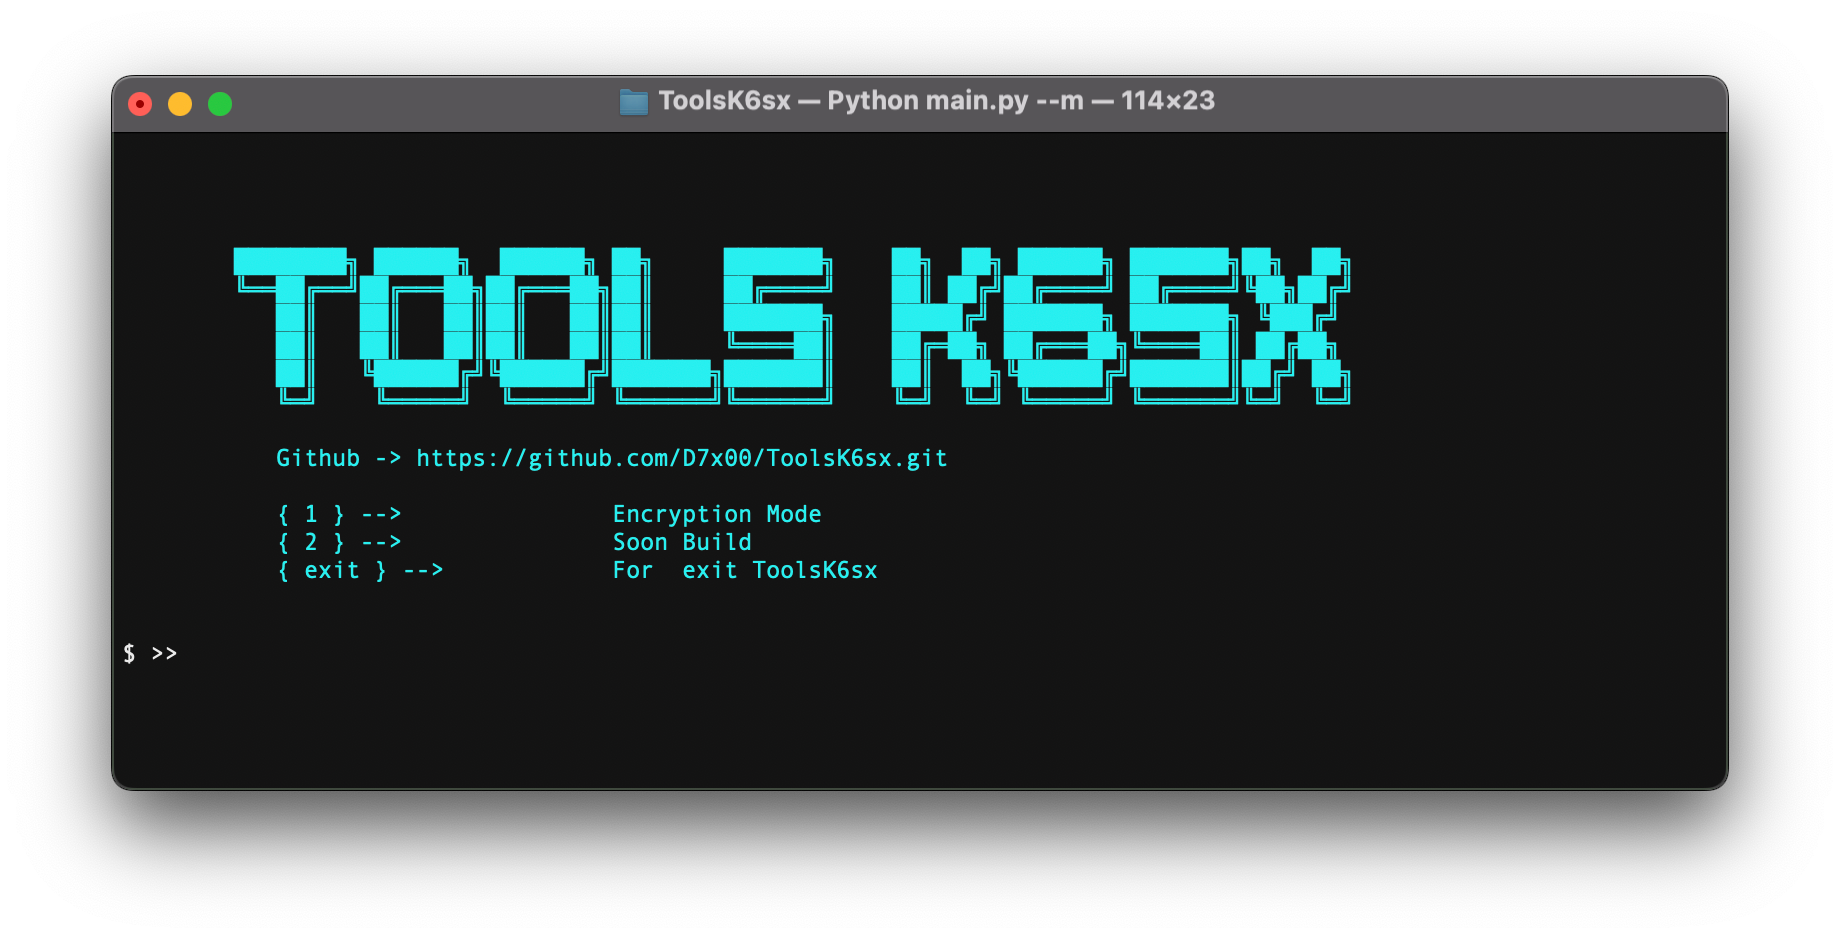 ToolsK6sx — Python main.py --m — 114×23
TOOLS K6SX
Github -> https://github.com/D7x00/ToolsK6sx.git
{ 1 } --> Encryption Mode
{ 2 } --> Soon Build
{ exit } --> For  exit ToolsK6sx
$ >>